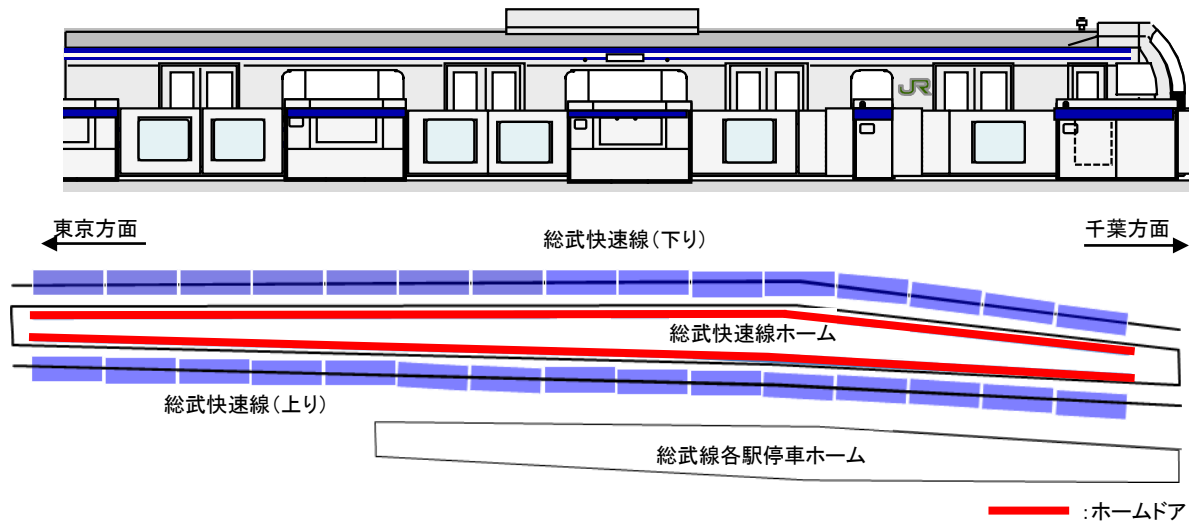 JR
東京方面
千葉方面
総武快速線（下り）
総武快速線ホーム
総武快速線（上り）
総武線各駅停車ホーム
：ホームドア